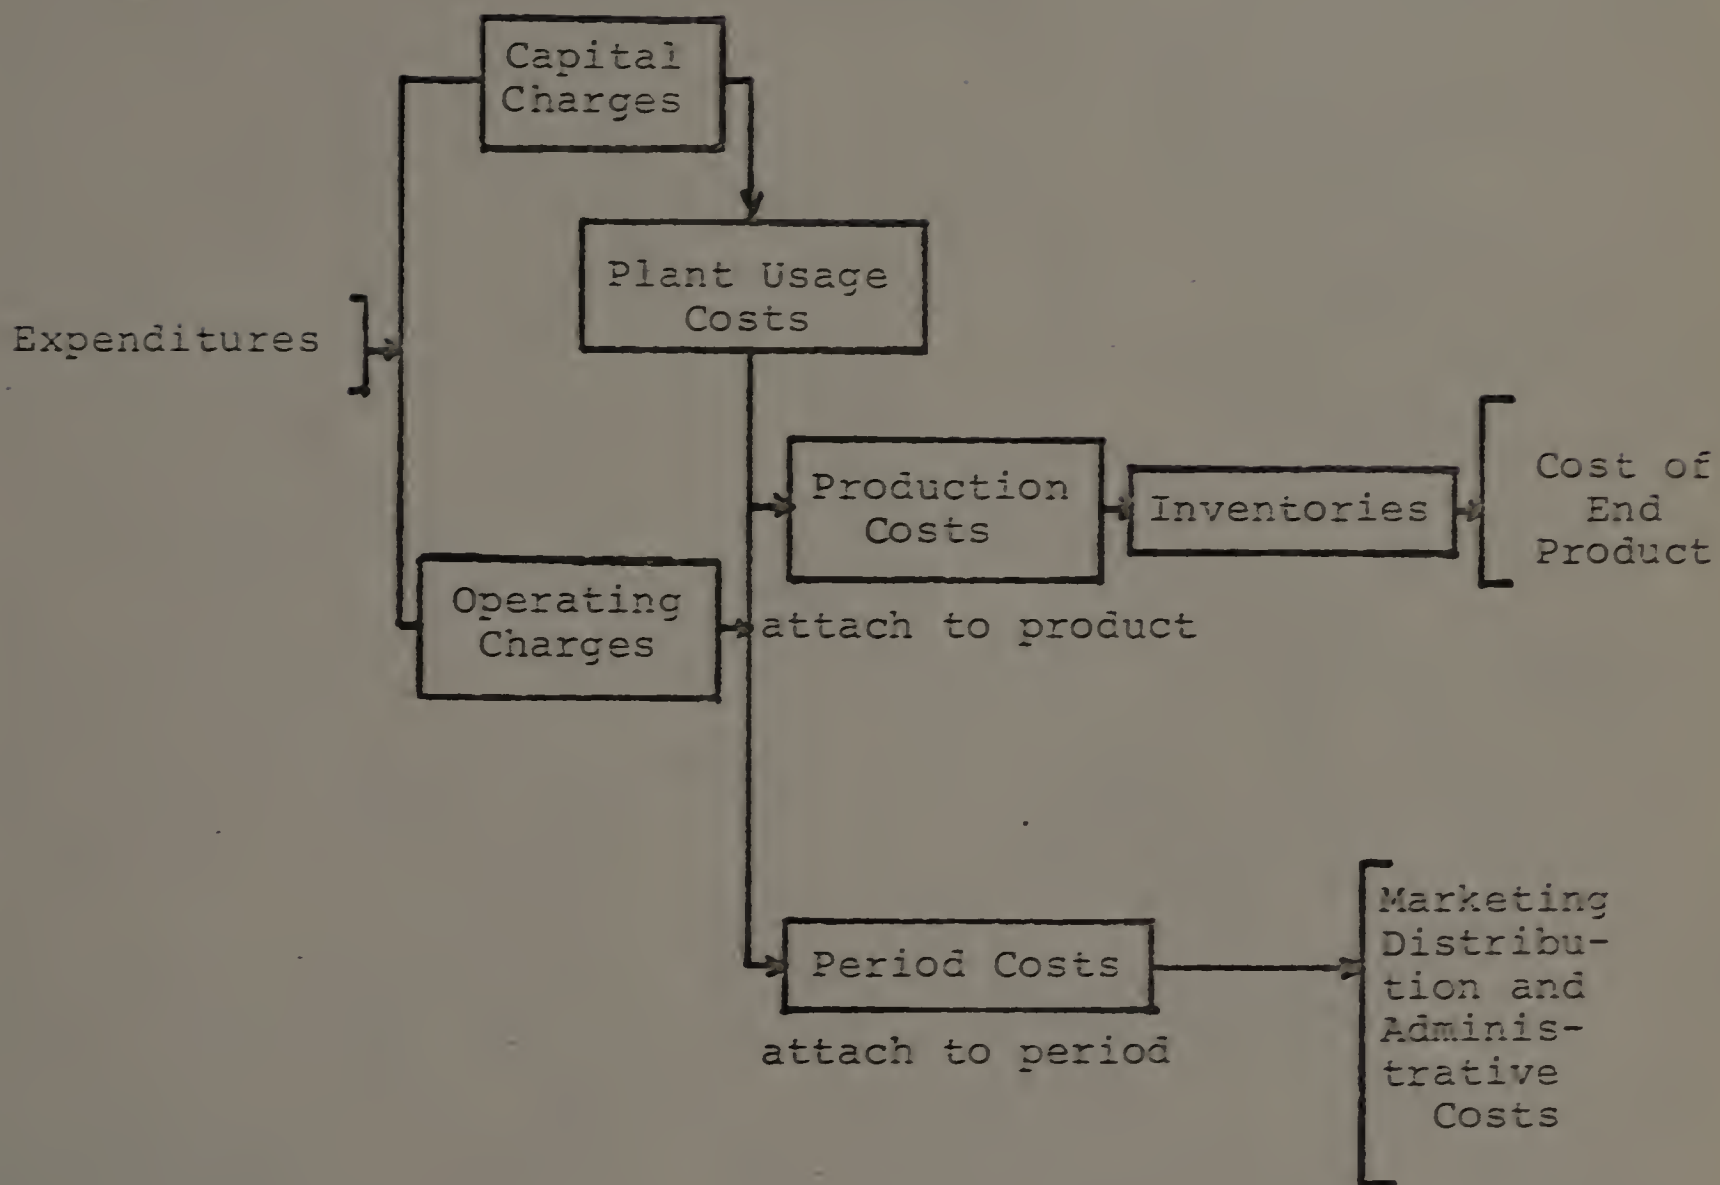 Capital
Charges
Plant Usage
Costs
Expenditures
Production
Costs
Inventories
Cost of
End
Product
Operating
Charges
attach to product
Period Costs
attach to period
Marketing
Distribu-
tion and
Adminis-
trative
Costs